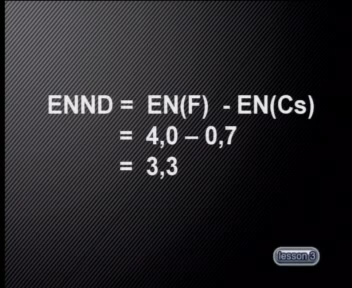 ENND = EN(F) - EN(Cs)
= 4,0 – 0,7
= 3,3
lesson 3